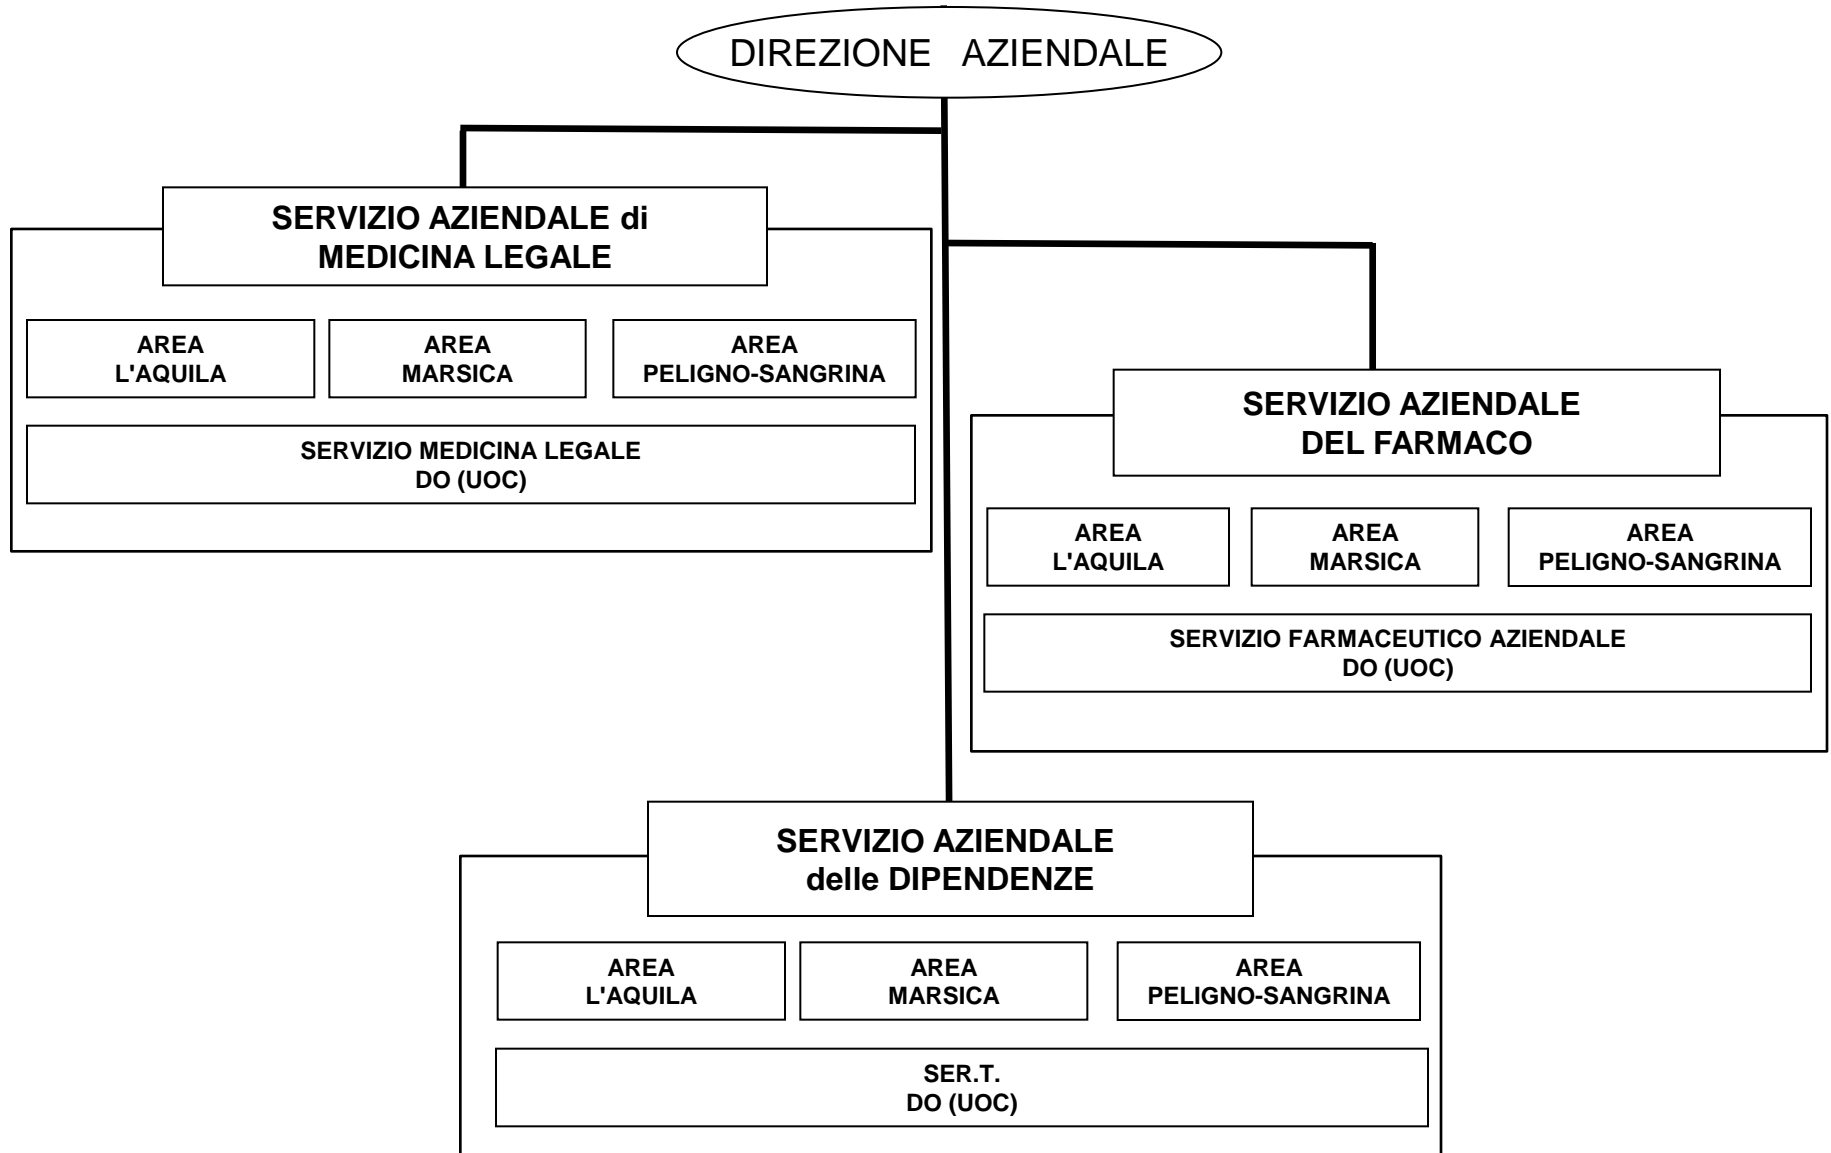 DIREZIONE AZIENDALE
SERVIZIO AZIENDALE di
MEDICINA LEGALE
AREA
L'AQUILA
AREA
MARSICA
AREA
PELIGNO-SANGRINA
SERVIZIO MEDICINA LEGALE
DO (UOC)
SERVIZIO AZIENDALE
DEL FARMACO
AREA
L'AQUILA
AREA
MARSICA
AREA
PELIGNO-SANGRINA
SERVIZIO FARMACEUTICO AZIENDALE
DO (UOC)
SERVIZIO AZIENDALE
delle DIPENDENZE
AREA
L'AQUILA
AREA
MARSICA
AREA
PELIGNO-SANGRINA
SER.T.
DO (UOC)